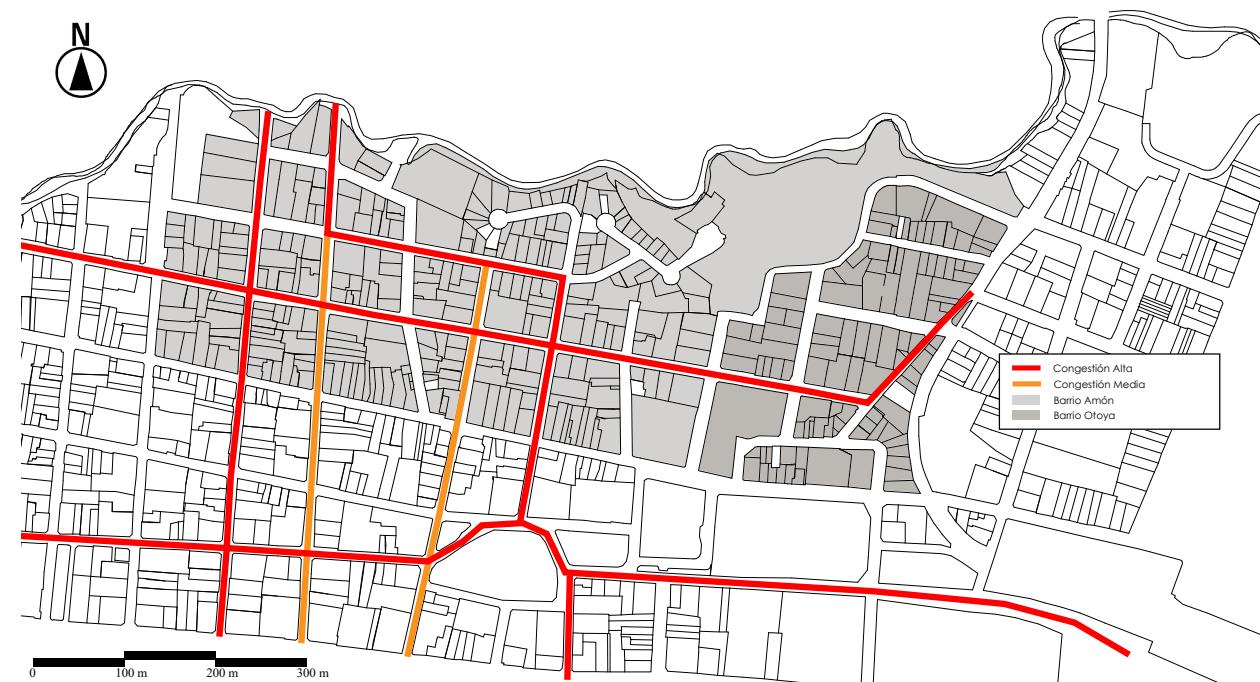 N
Congestión Alta
Congestión Media
Barrio Amón
Barrio Otoya
0 100 m 200 m 300 m